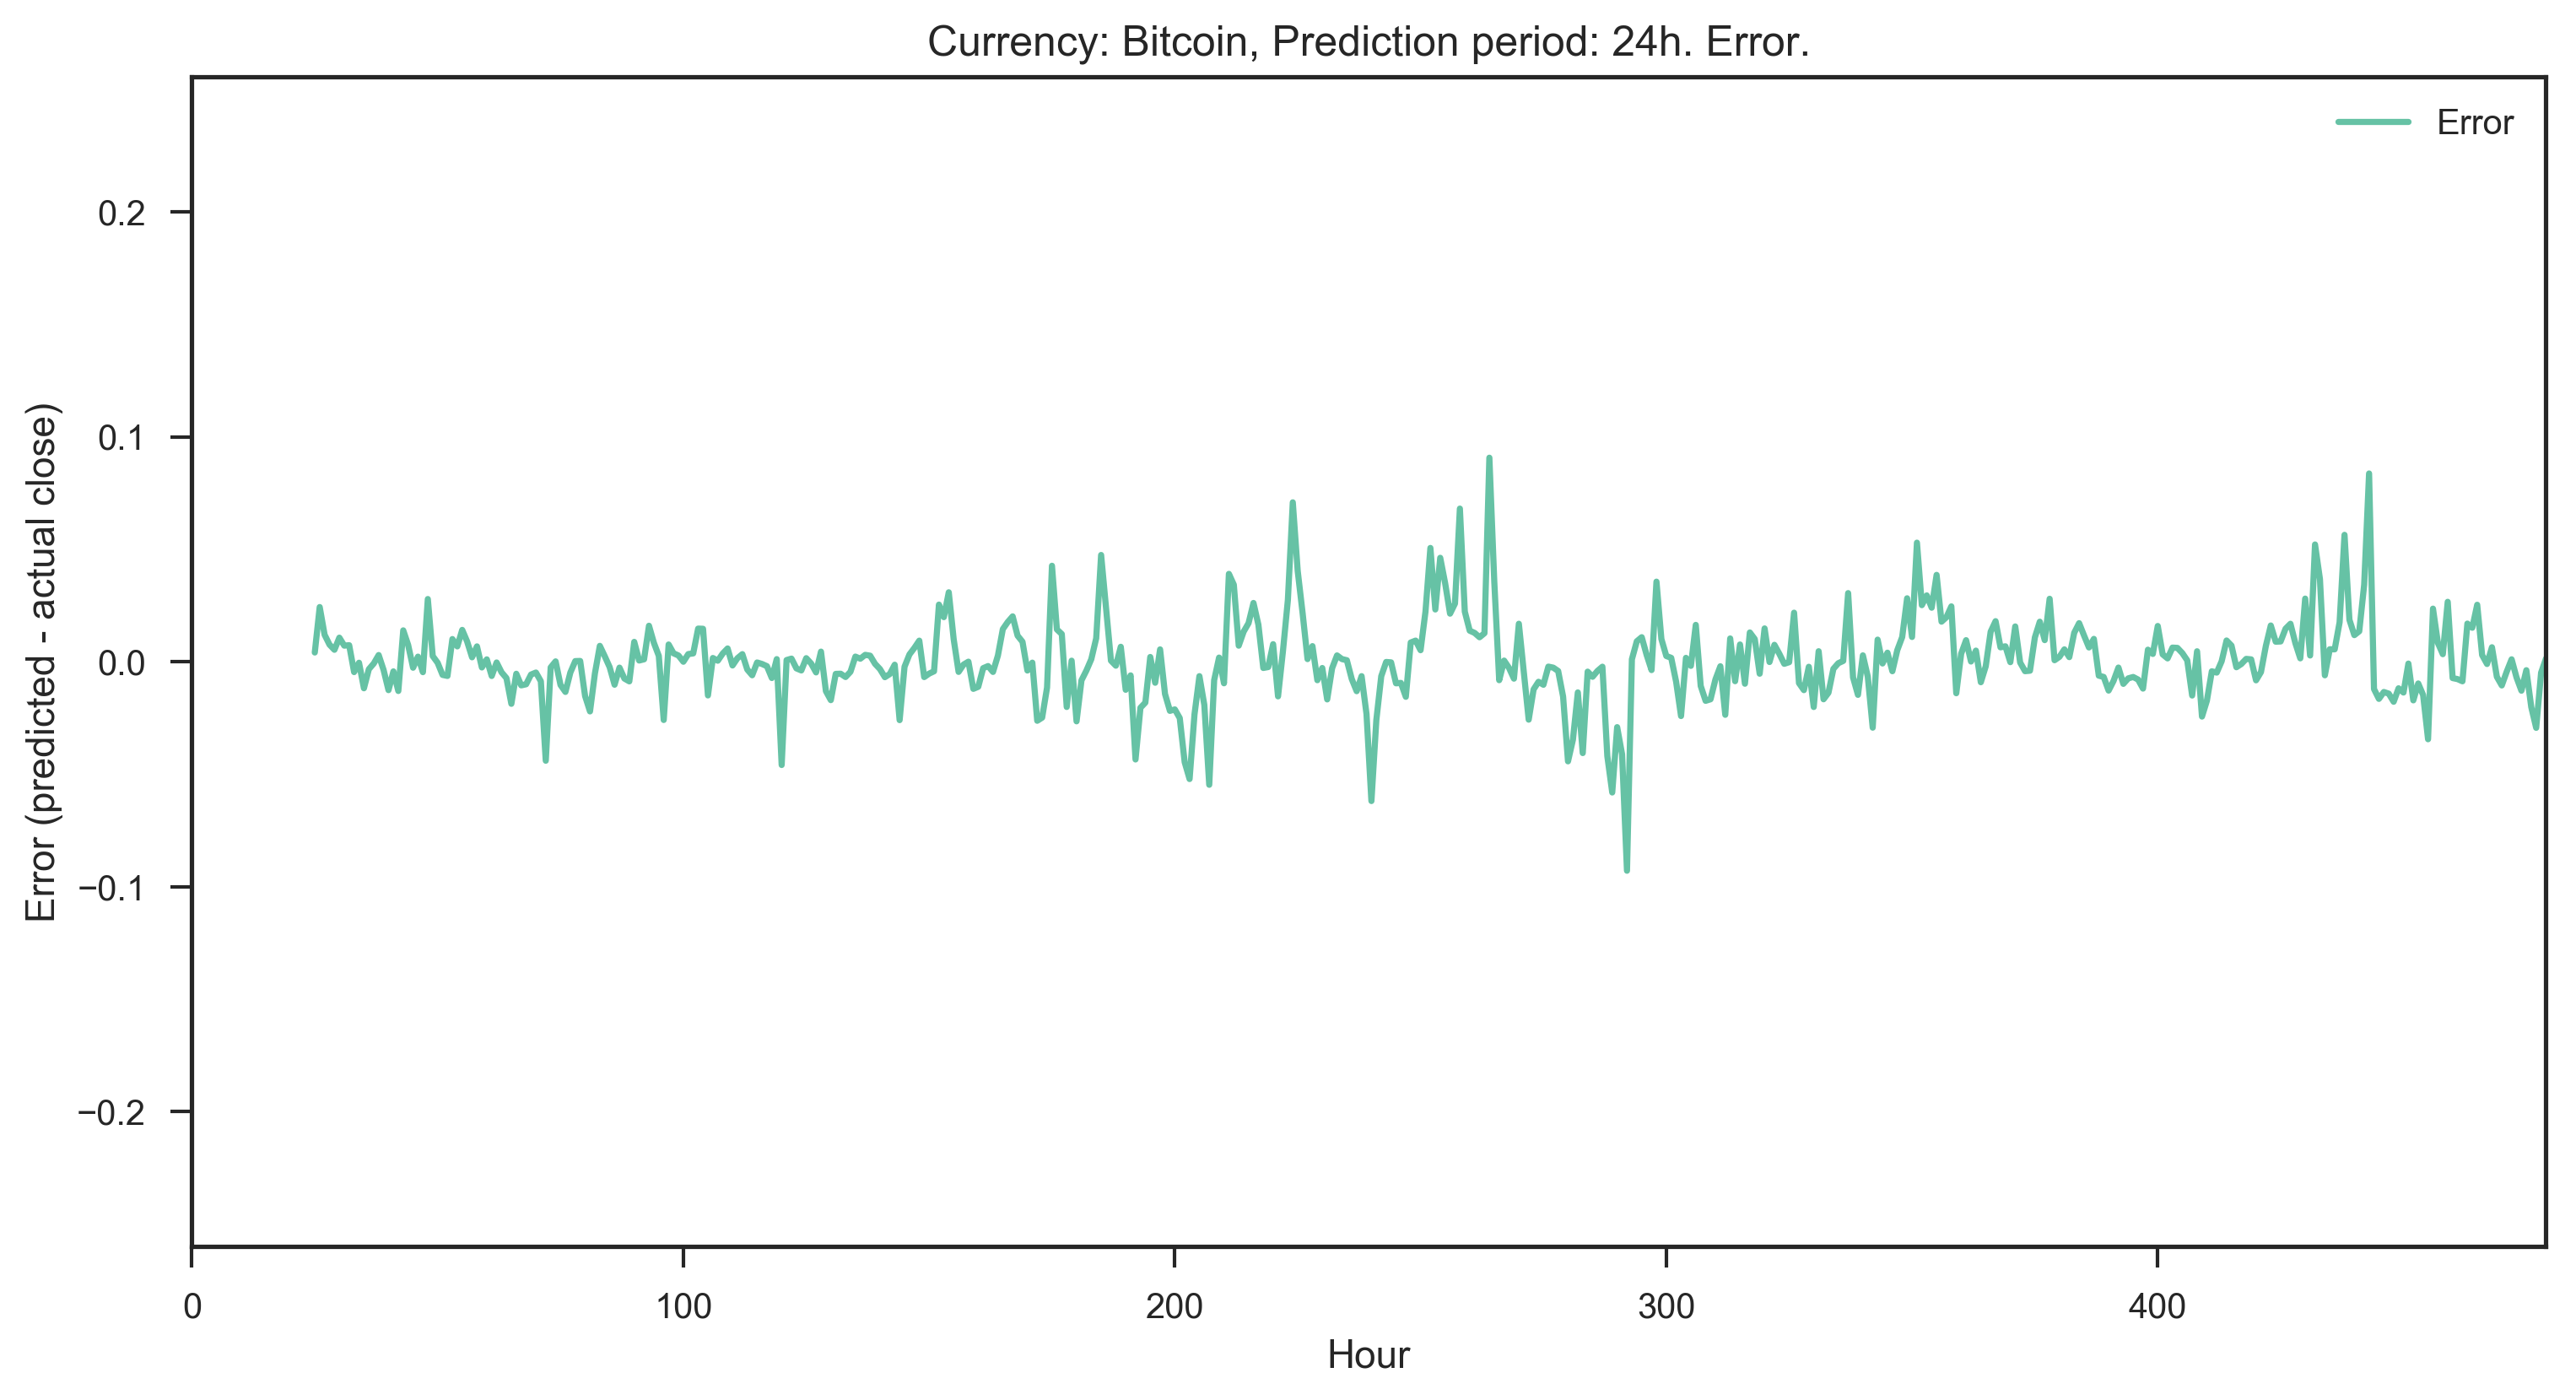 Currency: Bitcoin, Prediction period: 24h. Error.
Error
0.2
0.1
0.0
−0.1
−0.2
Error (predicted - actual close)
0 100 200 300 400
Hour